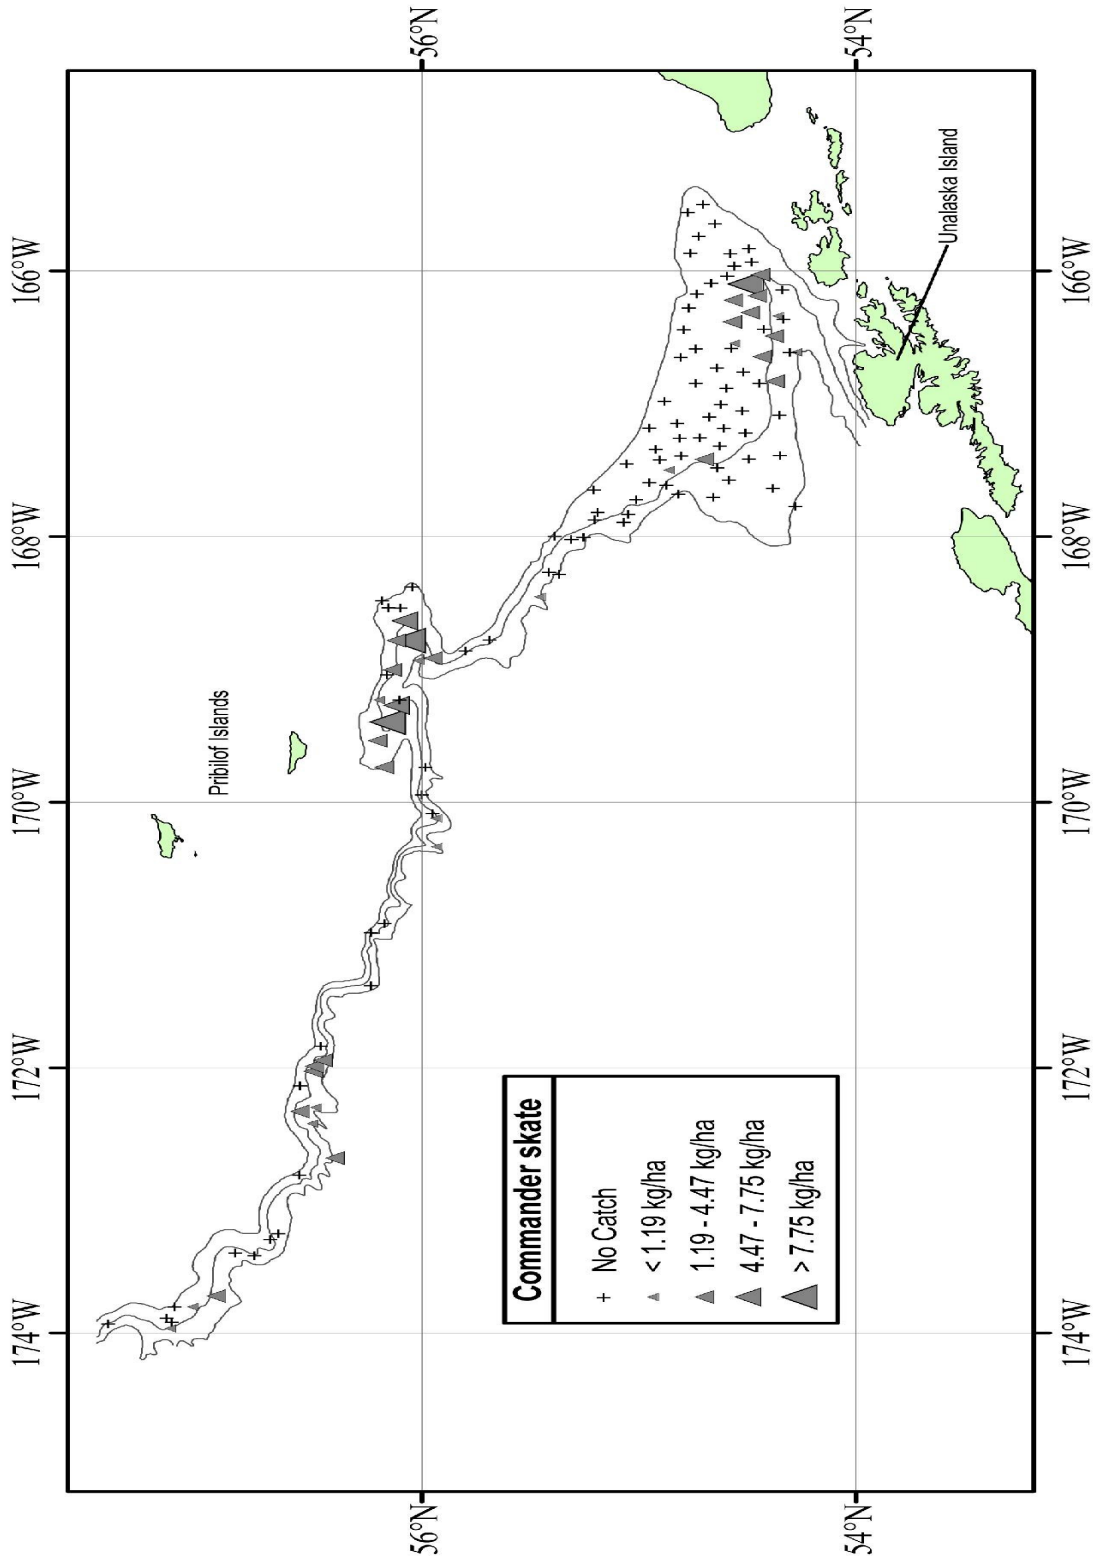 174°W
172°W
170°W
168°W
166°W
56°N
56°N
Pribilof Islands
Commander skate
No Catch
< 1.19 kg/ha
1.19 - 4.47 kg/ha
4.47 - 7.75 kg/ha
> 7.75 kg/ha
Unalaska Island
54°N
54°N
174°W
172°W
170°W
168°W
166°W